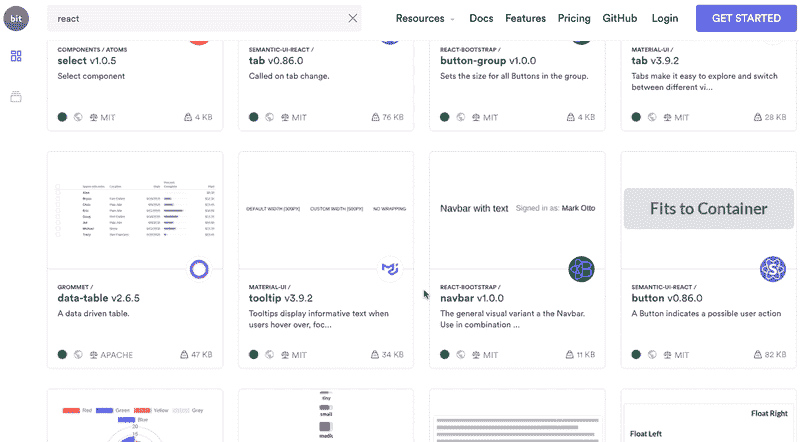 bit
react
Resources
Docs
Features
Pricing
GitHub
Login
GET STARTED
COMPONENTS / ATOMS
select v1.0.5
Select component
MIT
4 KB
SEMANTIC-UI-REACT /
tab v0.86.0
Called on tab change.
MIT
76 KB
REACT-BOOTSTRAP /
button-group v1.0.0
Sets the size for all Buttons in the group.
MIT
4 KB
MATERIAL-UI /
tab v3.9.2
Tabs make it easy to explore and switch
between different vi...
MIT
28 KB
GROMMET /
data-table v2.6.5
A data driven table.
APACHE
47 KB
DEFAULT WIDTH [300PX]
CUSTOM WIDTH [500PX]
NO WRAPPING
MATERIAL-UI /
tooltip v3.9.2
Tooltips display informative text when
users hover over, foc...
MIT
34 KB
Navbar with text
Signed in as: Mark Otto
REACT-BOOTSTRAP /
navbar v1.0.0
The general visual variant a the Navbar.
Use in combination ...
MIT
11 KB
Fits to Container
SEMANTIC-UI-REACT /
button v0.86.0
A Button indicates a possible user action
MIT
82 KB
Red
Green
Yellow
Gray
Blue
20
15
tiny
small
Float Right
Float Left